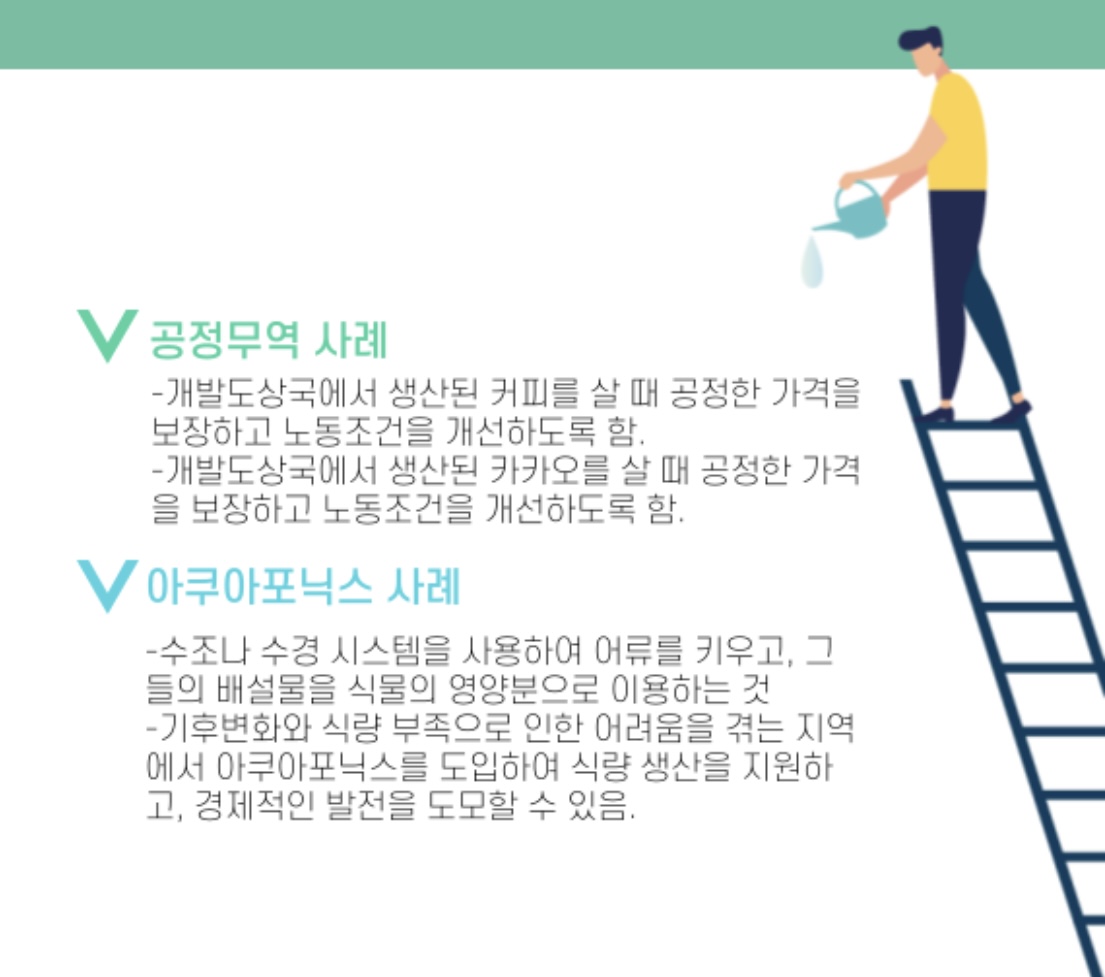 공정무역 사례
-개발도상국에서 생산된 커피를 살 때 공정한 가격을
보장하고 노동조건을 개선하도록 함.
-개발도상국에서 생산된 카카오를 살 때 공정한 가격
을 보장하고 노동조건을 개선하도록 함.
아쿠아포닉스 사례
-수조나 수경 시스템을 사용하여 어류를 키우고, 그
들의 배설물을 식물의 영양분으로 이용하는 것
-기후변화와 식량 부족으로 인한 어려움을 겪는 지역
에서 아쿠아포닉스를 도입하여 식량 생산을 지원하
고, 경제적인 발전을 도모할 수 있음.